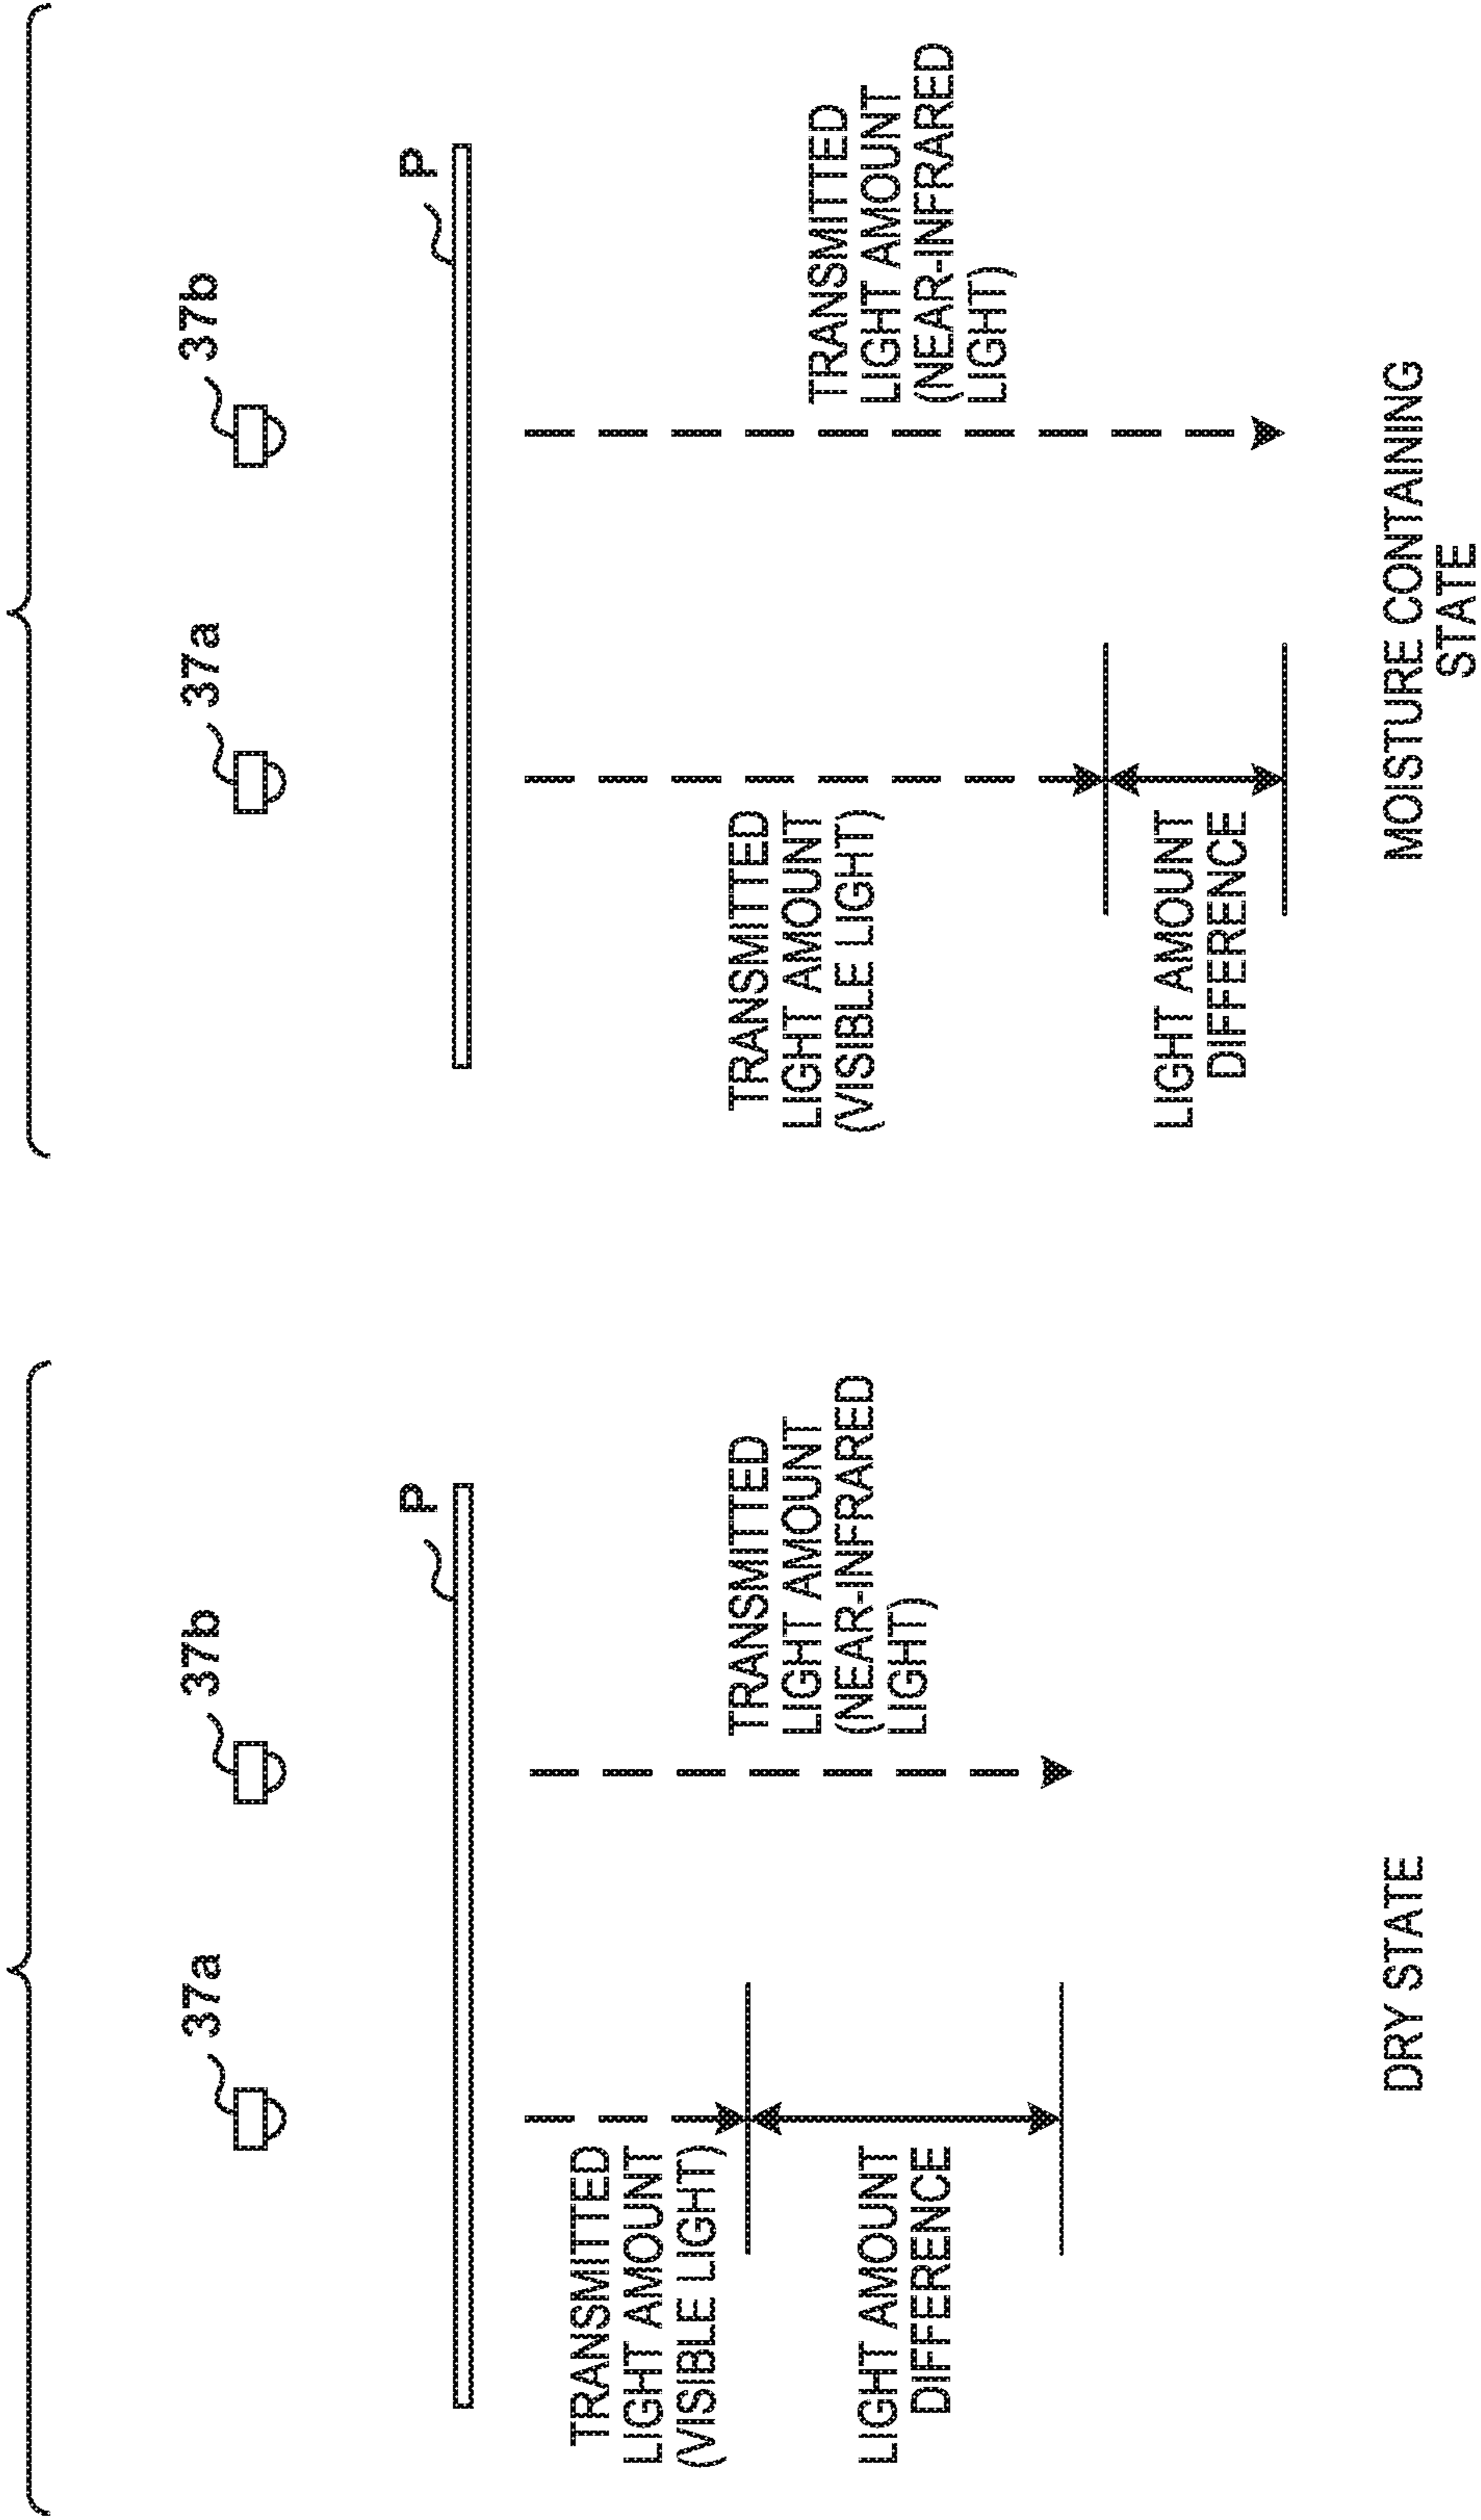 37a
37b
P
TRANSMITTED
LIGHT AMOUNT
(VISIBLE LIGHT)
TRANSMITTED
LIGHT AMOUNT
(NEAR-INFRARED
LIGHT)
LIGHT AMOUNT
DIFFERENCE
DRY STATE
37a
37b
P
TRANSMITTED
LIGHT AMOUNT
(VISIBLE LIGHT)
TRANSMITTED
LIGHT AMOUNT
(NEAR-INFRARED
LIGHT)
LIGHT AMOUNT
DIFFERENCE
MOISTURE CONTAINING
STATE